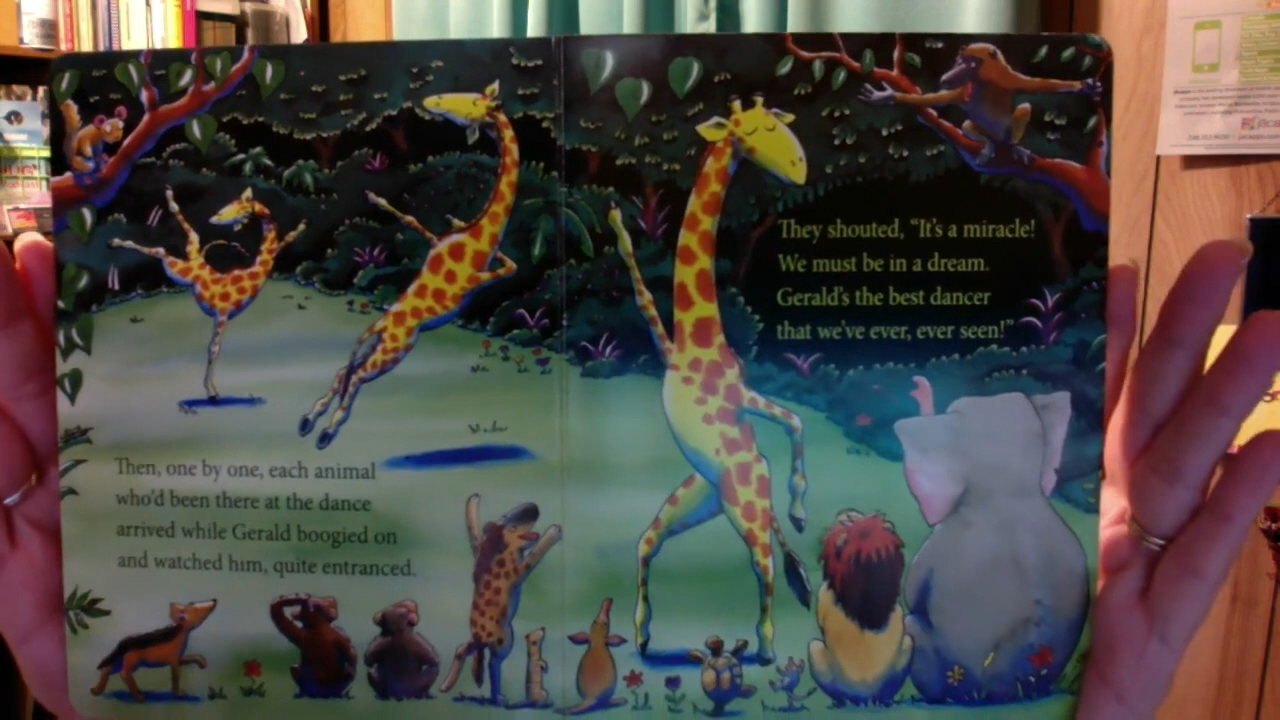 Then, one by one, each animal
who'd been there at the dance
arrived while Gerald boogied on
and watched him, quite entranced.
They shouted, "It's a miracle!
We must be in a dream.
Gerald's the best dancer
that we've ever, ever seen!"